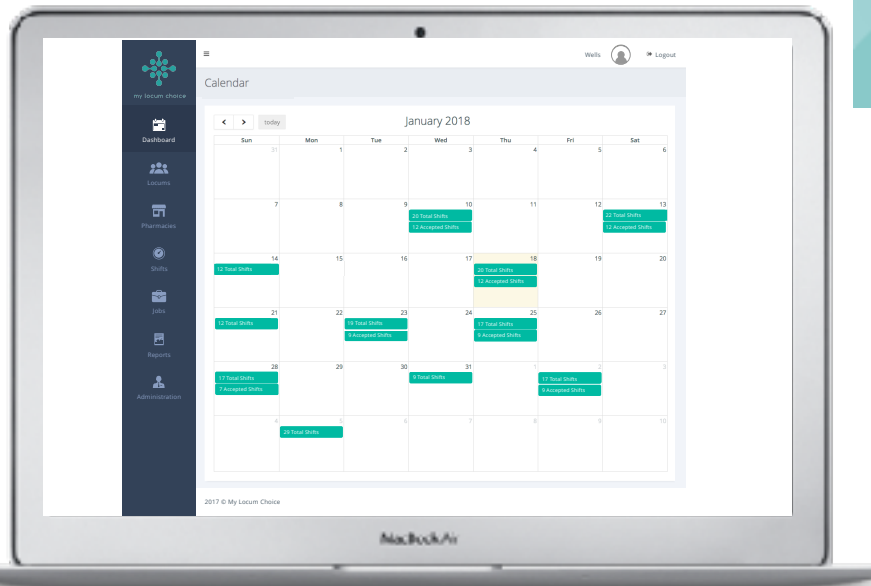 Wells
Logout
my locum choice
Calendar
Dashboard
Locums
Pharmacies
Shifts
Jobs
Reports
Administration
today
January 2018
Sun Mon Tue Wed Thu Fri Sat
31 1 2 3 4 5 6
7 8 9 10 11 12 13
20 Total Shifts 22 Total Shifts
12 Accepted Shifts 12 Accepted Shifts
14 15 16 17 18 19 20
12 Total Shifts 20 Total Shifts
12 Accepted Shifts
21 22 23 24 25 26 27
12 Total Shifts 19 Total Shifts 17 Total Shifts
9 Accepted Shifts 9 Accepted Shifts
28 29 30 31 1 2 3
17 Total Shifts 9 Total Shifts 17 Total Shifts
7 Accepted Shifts 9 Accepted Shifts
4 5 6 7 8 9 10
29 Total Shifts
2017 © My Locum Choice
MacBook Air